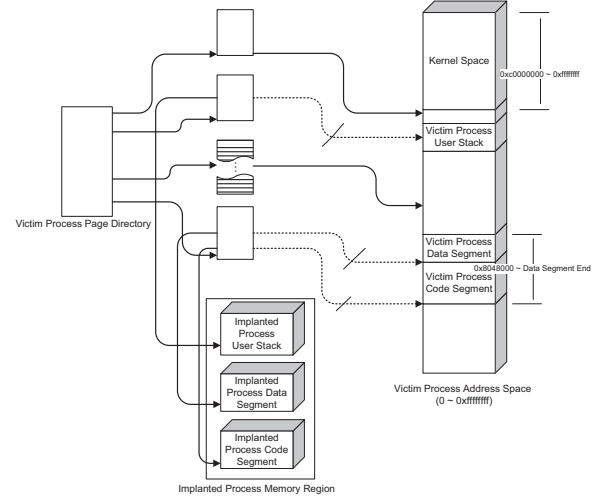 Kernel Space
0xc0000000 ~ 0xffffffff
Victim Process
User Stack
Victim Process Page Directory
Victim Process
Data Segment
0x8048000 ~ Data Segment End
Victim Process
Code Segment
Implanted
Process
User Stack
Implanted
Process Data
Segment
Implanted
Process Code
Segment
Victim Process Address Space
(0 ~ 0xffffffff)
Implanted Process Memory Region